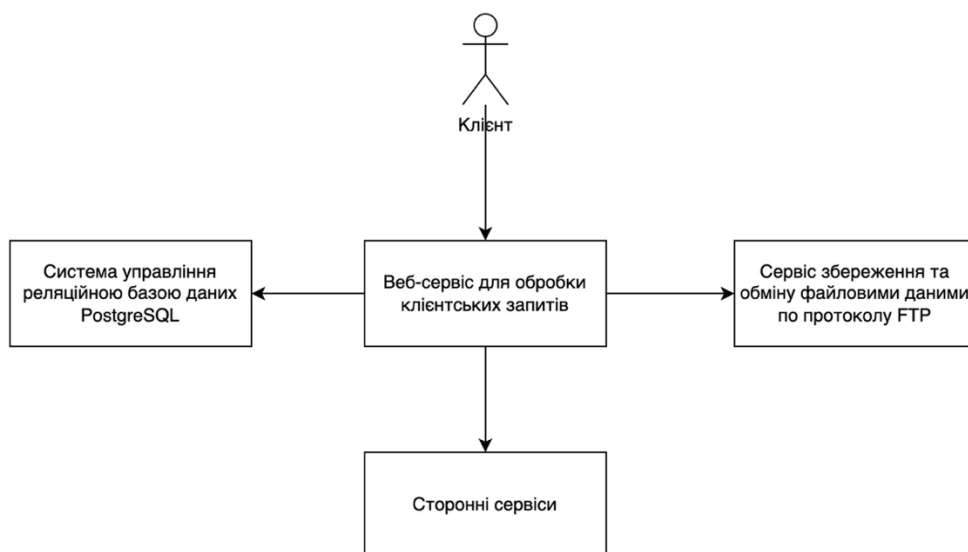 Клієнт
Система управління
реляційною базою даних
PostgreSQL
Веб-сервіс для обробки
клієнтських запитів
Сервіс збереження та
обміну файловими даними
по протоколу FTP
Сторонні сервіси